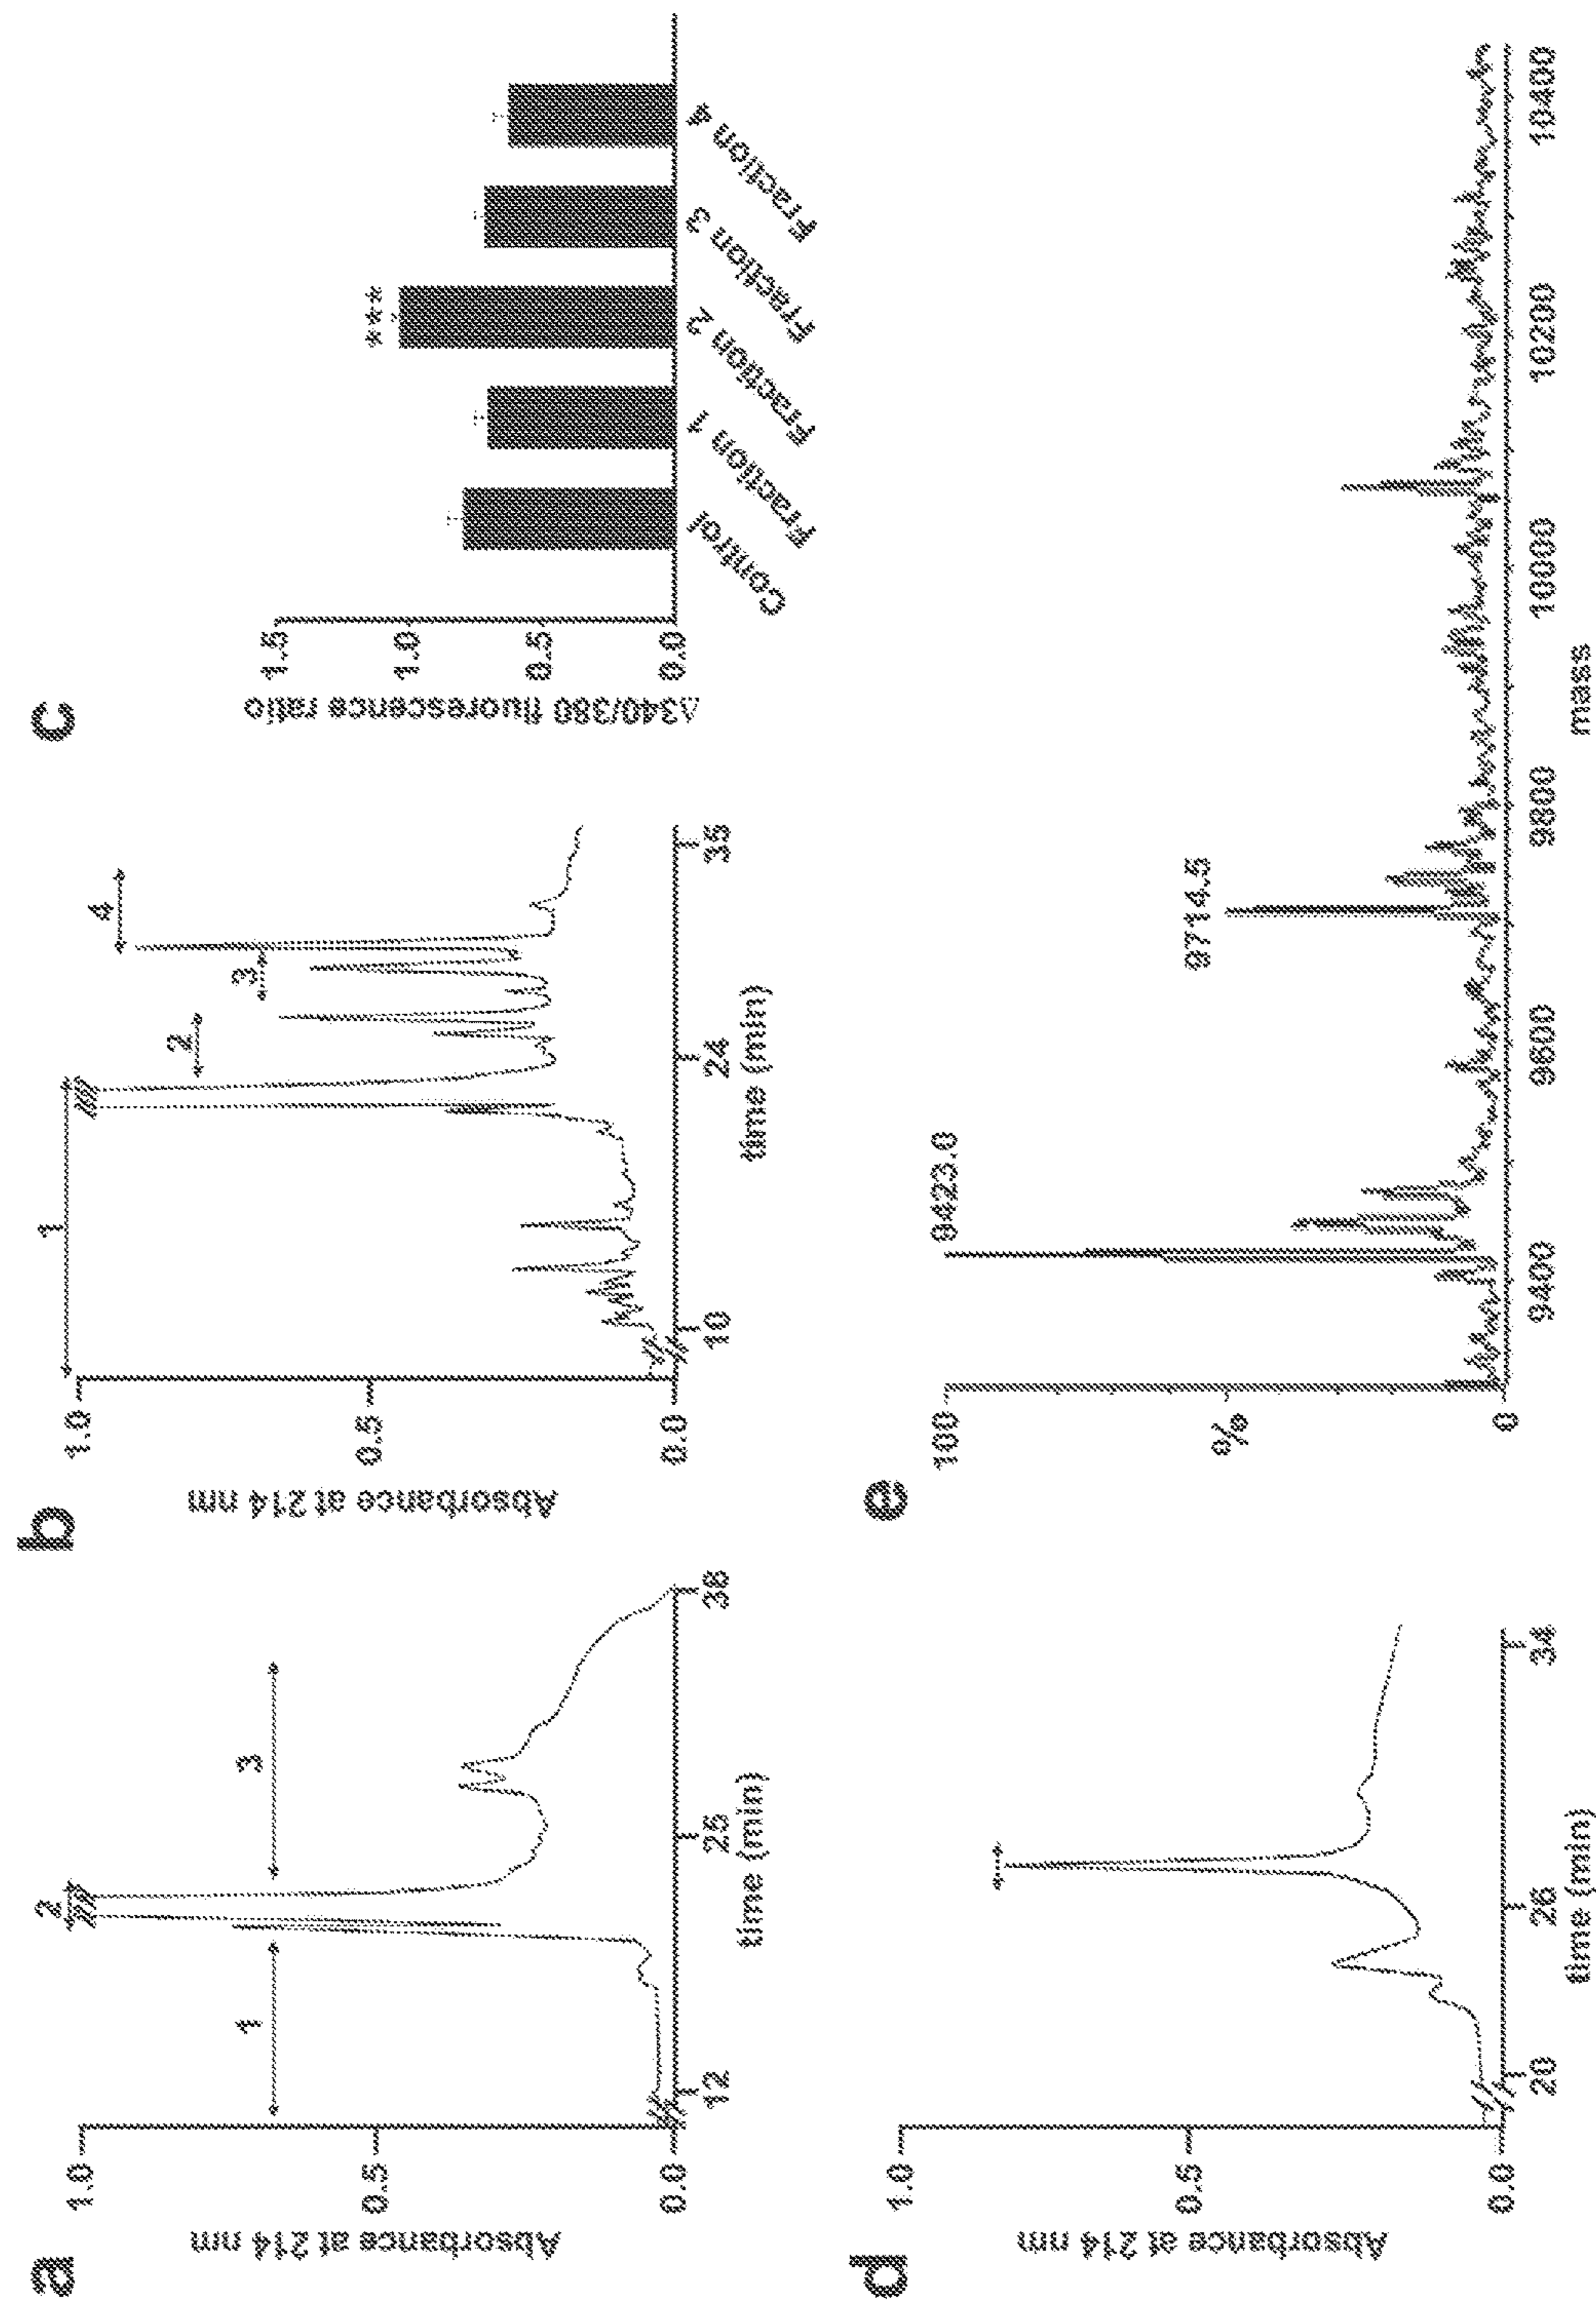 a
Absorbance at 214 nm
1.0
0.5
0.0
1
2
3
12
25
38
time (min)
b
Absorbance at 214 nm
1.0
0.5
0.0
1
2
3
4
10
24
35
time (min)
c
Δ340/380 fluorescence ratio
1.5
1.0
0.5
0.0
***
Control
Fraction 1
Fraction 2
Fraction 3
Fraction 4
d
Absorbance at 214 nm
1.0
0.5
0.0
20
26
34
time (min)
e
100
%
0
9423.0
9714.5
9400
9600
9800
10000
10200
10400
mass